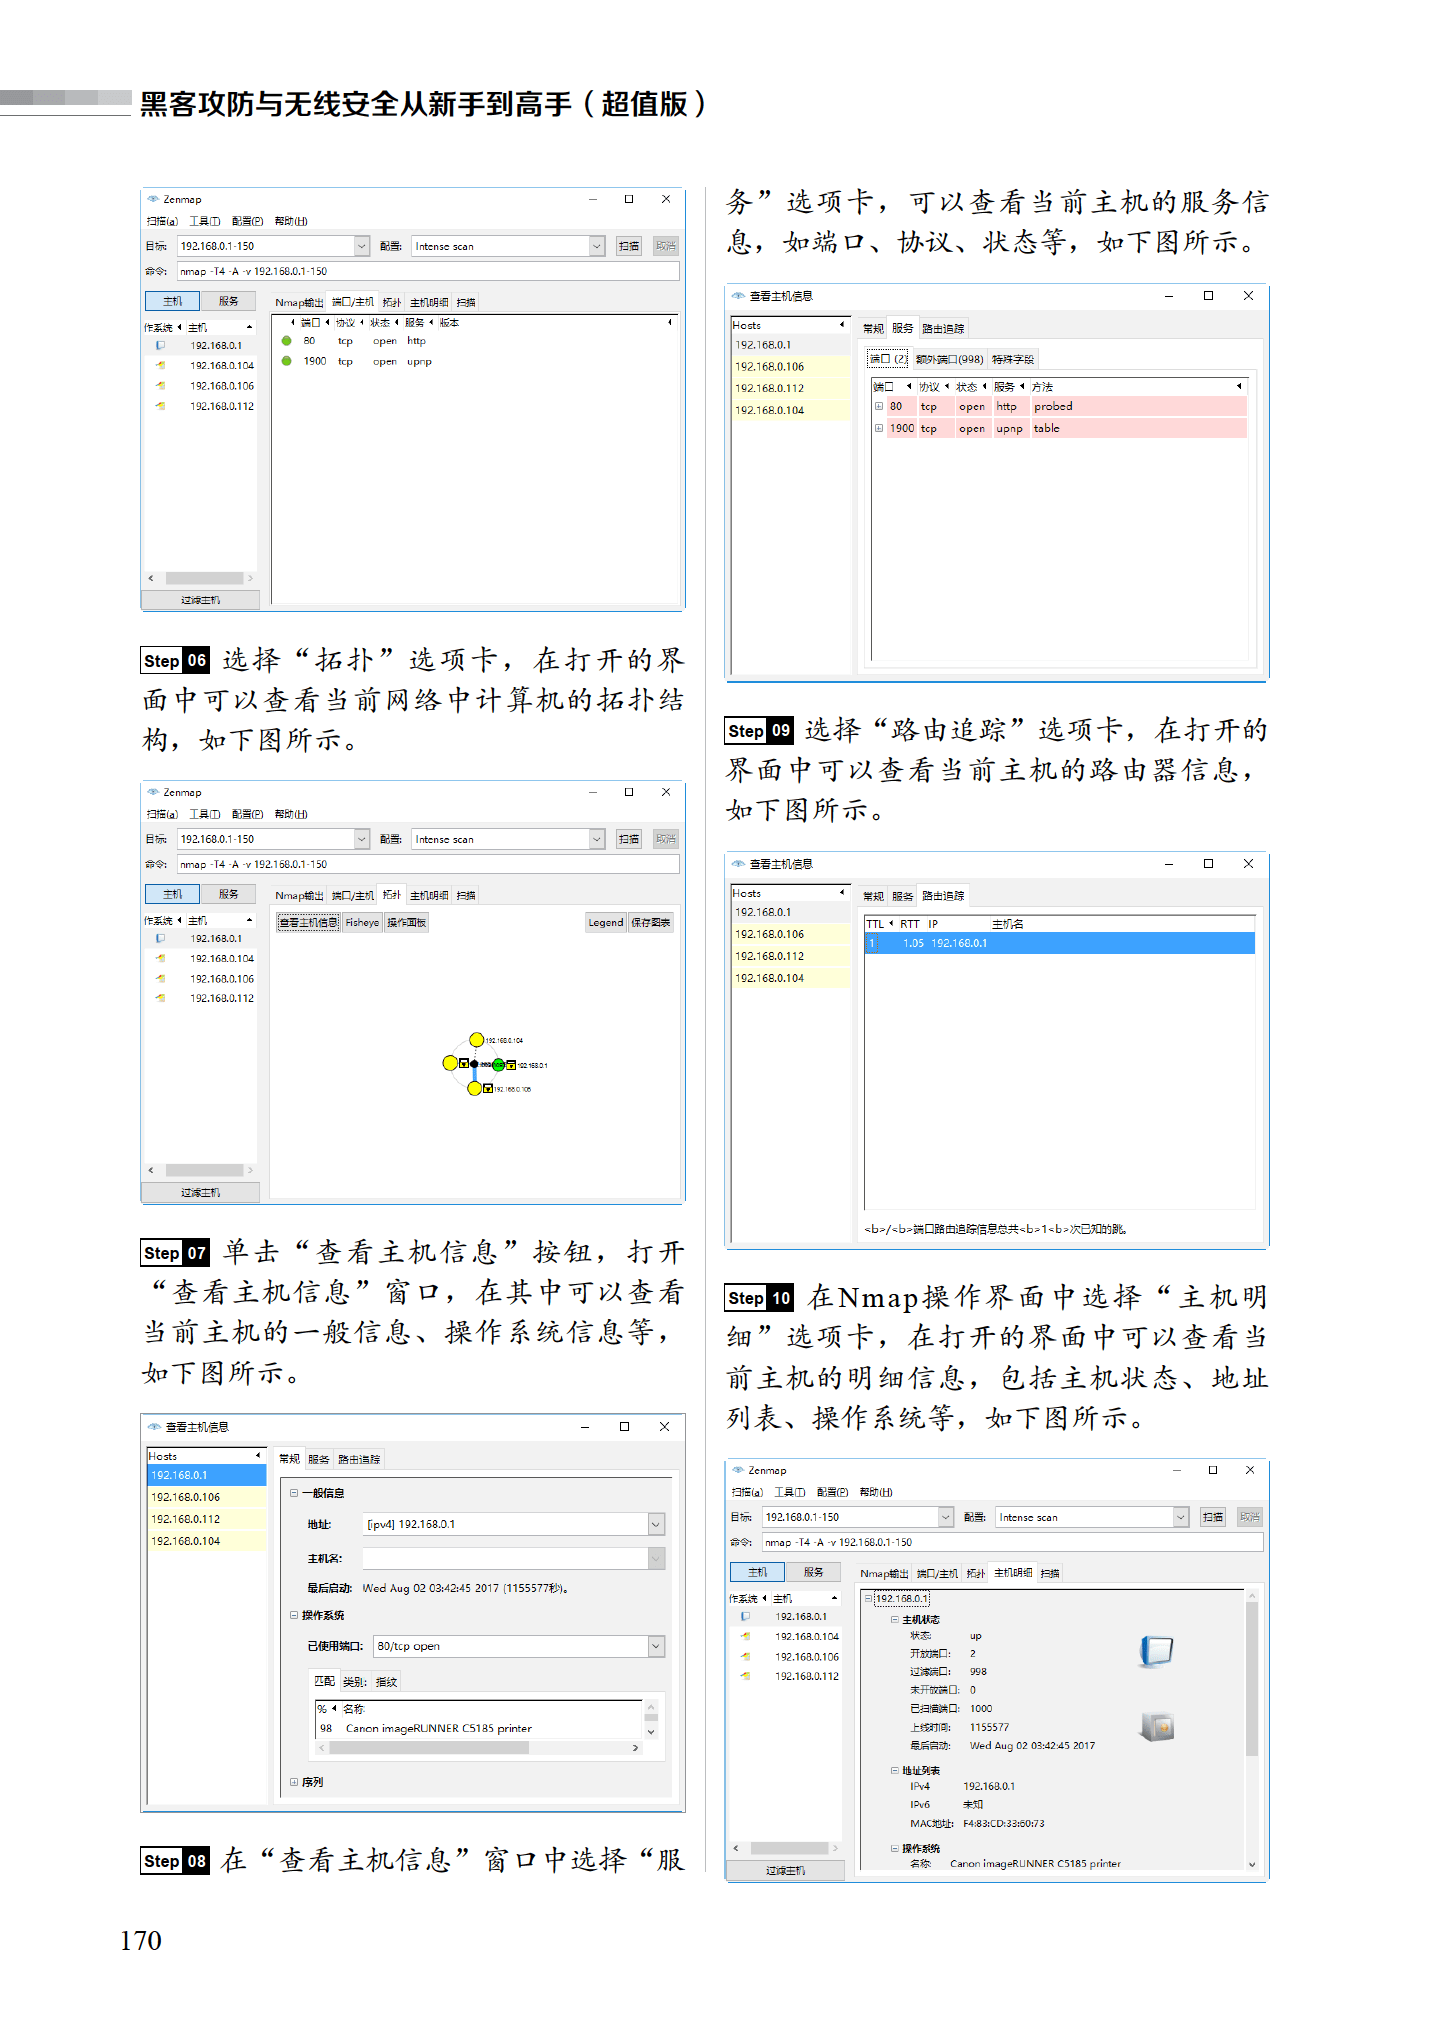 黑客攻防与无线安全从新手到高手（超值版）
Zenmap
扫描(a) 工具(T) 配置(P) 帮助(H)
目标: 192.168.0.1-150 配置: Intense scan 扫描 取消
命令: nmap -T4 -A -v 192.168.0.1-150
主机 服务 Nmap输出 端口/主机 拓扑 主机明细 扫描
作系统 主机 端口 协议 状态 服务 版本
192.168.0.1 80 tcp open http
192.168.0.104 1900 tcp open upnp
192.168.0.106
192.168.0.112
过滤主机
Step 06 选择“拓扑”选项卡，在打开的界
面中可以查看当前网络中计算机的拓扑结
构，如下图所示。
Zenmap
扫描(a) 工具(T) 配置(P) 帮助(H)
目标: 192.168.0.1-150 配置: Intense scan 扫描 取消
命令: nmap -T4 -A -v 192.168.0.1-150
主机 服务 Nmap输出 端口/主机 拓扑 主机明细 扫描
作系统 主机 查看主机信息 Fisheye 操作面板 Legend 保存图表
192.168.0.1
192.168.0.104
192.168.0.106
192.168.0.112
192.168.0.104
192.168.0.1
192.168.0.106
过滤主机
Step 07 单击“查看主机信息”按钮，打开
“查看主机信息”窗口，在其中可以查看
当前主机的一般信息、操作系统信息等，
如下图所示。
查看主机信息
Hosts 常规 服务 路由追踪
192.168.0.1
192.168.0.106
192.168.0.112
192.168.0.104
一般信息
地址: [ipv4] 192.168.0.1
主机名:
最后启动: Wed Aug 02 03:42:45 2017 (1155577秒)。
操作系统
已使用端口: 80/tcp open
匹配 类别: 指纹
% 名称
98 Canon imageRUNNER C5185 printer
序列
Step 08 在“查看主机信息”窗口中选择“服
务”选项卡，可以查看当前主机的服务信
息，如端口、协议、状态等，如下图所示。
查看主机信息
Hosts 常规 服务 路由追踪
192.168.0.1
192.168.0.106
192.168.0.112
192.168.0.104
端口 (2) 额外端口(998) 特殊字段
端口 协议 状态 服务 方法
80 tcp open http probed
1900 tcp open upnp table
Step 09 选择“路由追踪”选项卡，在打开的
界面中可以查看当前主机的路由器信息，
如下图所示。
查看主机信息
Hosts 常规 服务 路由追踪
192.168.0.1
192.168.0.106
192.168.0.112
192.168.0.104
TTL RTT IP 主机名
1 1.05 192.168.0.1
<b>/<b>端口路由追踪信息总共<b>1<b>次已知的跳。
Step 10 在Nmap操作界面中选择“主机明
细”选项卡，在打开的界面中可以查看当
前主机的明细信息，包括主机状态、地址
列表、操作系统等，如下图所示。
Zenmap
扫描(a) 工具(T) 配置(P) 帮助(H)
目标: 192.168.0.1-150 配置: Intense scan 扫描 取消
命令: nmap -T4 -A -v 192.168.0.1-150
主机 服务 Nmap输出 端口/主机 拓扑 主机明细 扫描
作系统 主机
192.168.0.1
192.168.0.104
192.168.0.106
192.168.0.112
过滤主机
192.168.0.1
主机状态
状态: up
开放端口: 2
过滤端口: 998
未开放端口: 0
已扫描端口: 1000
上线时间: 1155577
最后启动: Wed Aug 02 03:42:45 2017
地址列表
IPv4 192.168.0.1
IPv6 未知
MAC地址: F4:83:CD:33:60:73
操作系统
名称: Canon imageRUNNER C5185 printer
170